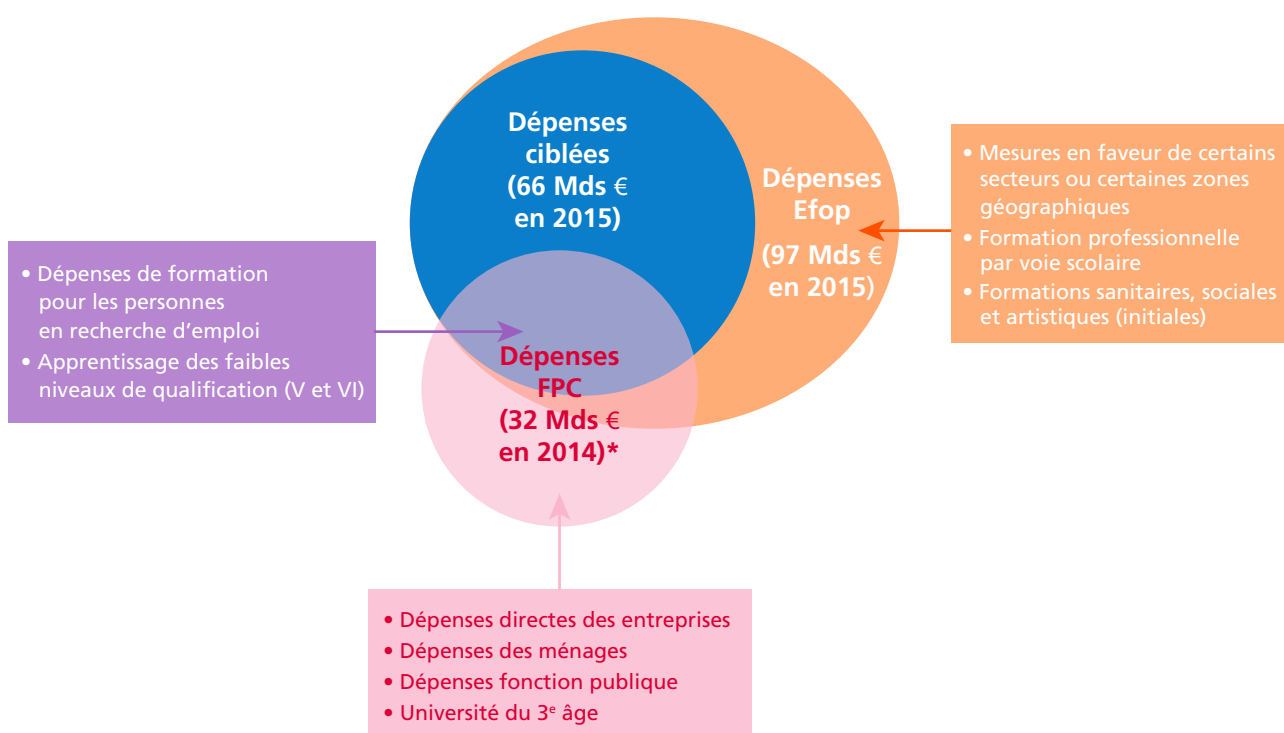 Dépenses
ciblées
(66 Mds €
en 2015)
Dépenses
Efop
(97 Mds €
en 2015)
• Mesures en faveur de certains
secteurs ou certaines zones
géographiques
• Formation professionnelle
par voie scolaire
• Formations sanitaires, sociales
et artistiques (initiales)
• Dépenses de formation
pour les personnes
en recherche d’emploi
• Apprentissage des faibles
niveaux de qualification (V et VI)
Dépenses
FPC
(32 Mds €
en 2014)*
• Dépenses directes des entreprises
• Dépenses des ménages
• Dépenses fonction publique
• Université du 3e âge